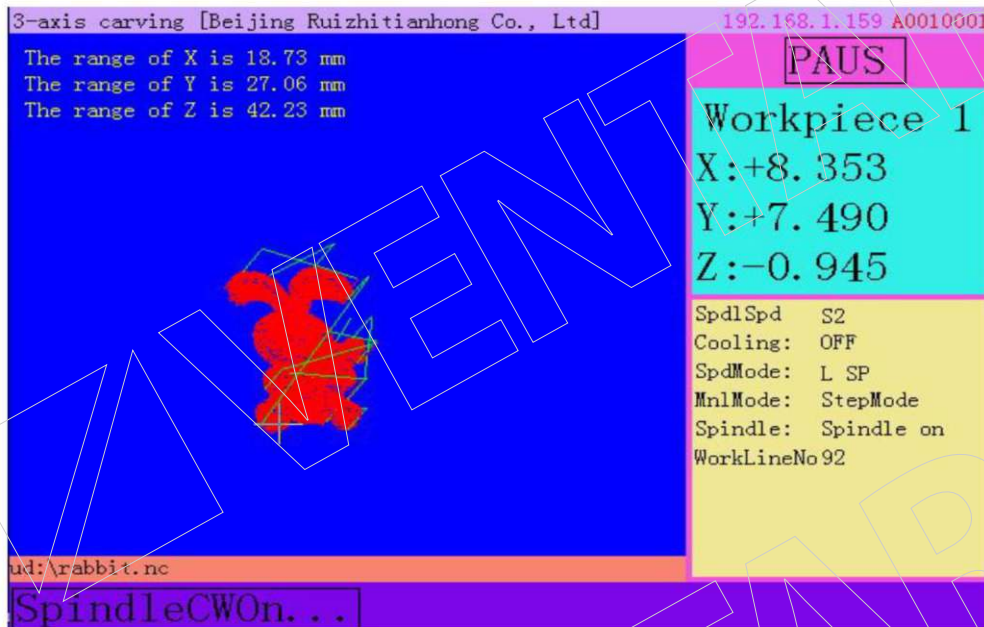 3-axis carving [Beijing Ruizhitianhong Co., Ltd] 192.168.1.159 A0010001
The range of X is 18.73 mm
The range of Y is 27.06 mm
The range of Z is 42.23 mm
PAUS
Workpiece 1
X:+8.353
Y:+7.490
Z:-0.945
SpdlSpd S2
Cooling: OFF
SpdMode: L SP
MnlMode: StepMode
Spindle: Spindle on
WorkLineNo 92
ud:\rabbit.nc
SpindleCWOn...